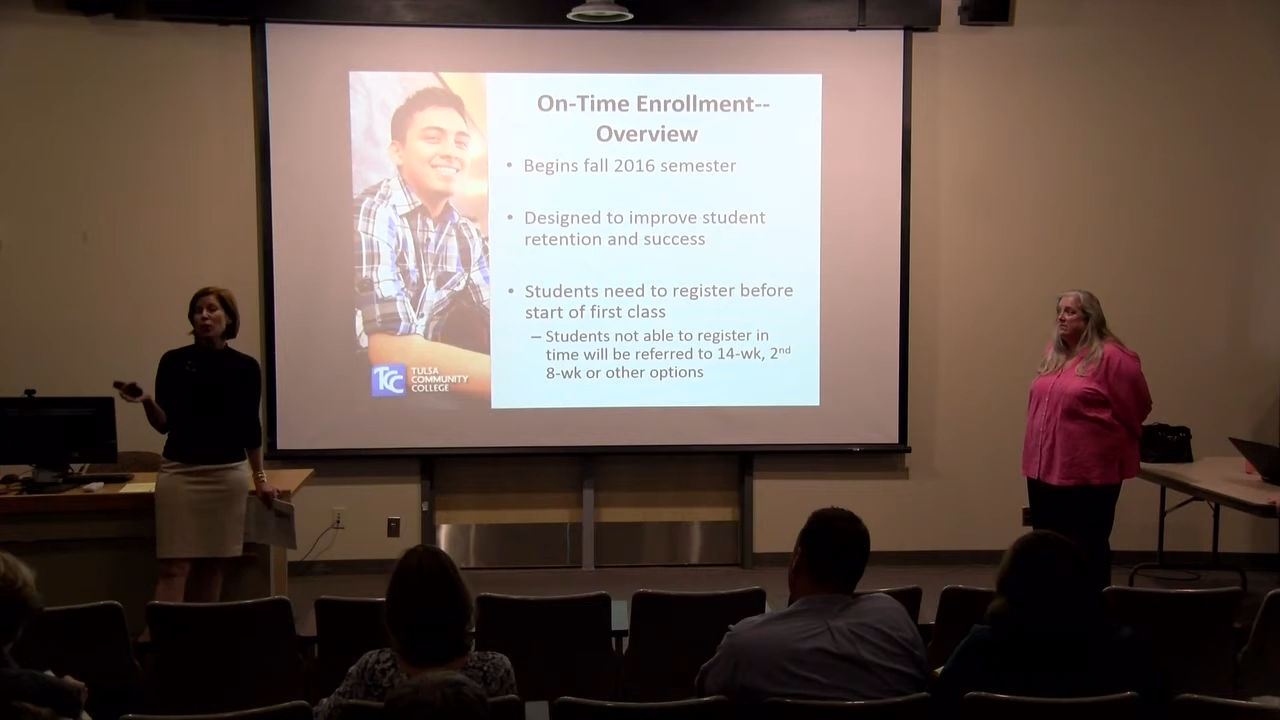 On-Time Enrollment--
Overview
• Begins fall 2016 semester
• Designed to improve student
retention and success
• Students need to register before
start of first class
– Students not able to register in
time will be referred to 14-wk, 2nd
8-wk or other options
TCC
TULSA
COMMUNITY
COLLEGE